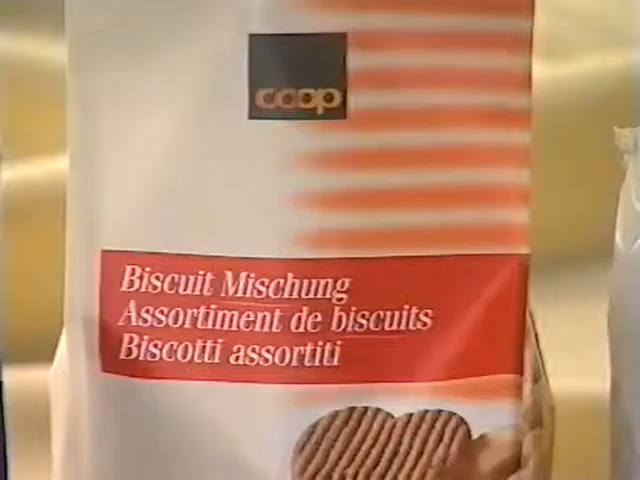 coop
Biscuit Mischung
Assortiment de biscuits
Biscotti assortiti